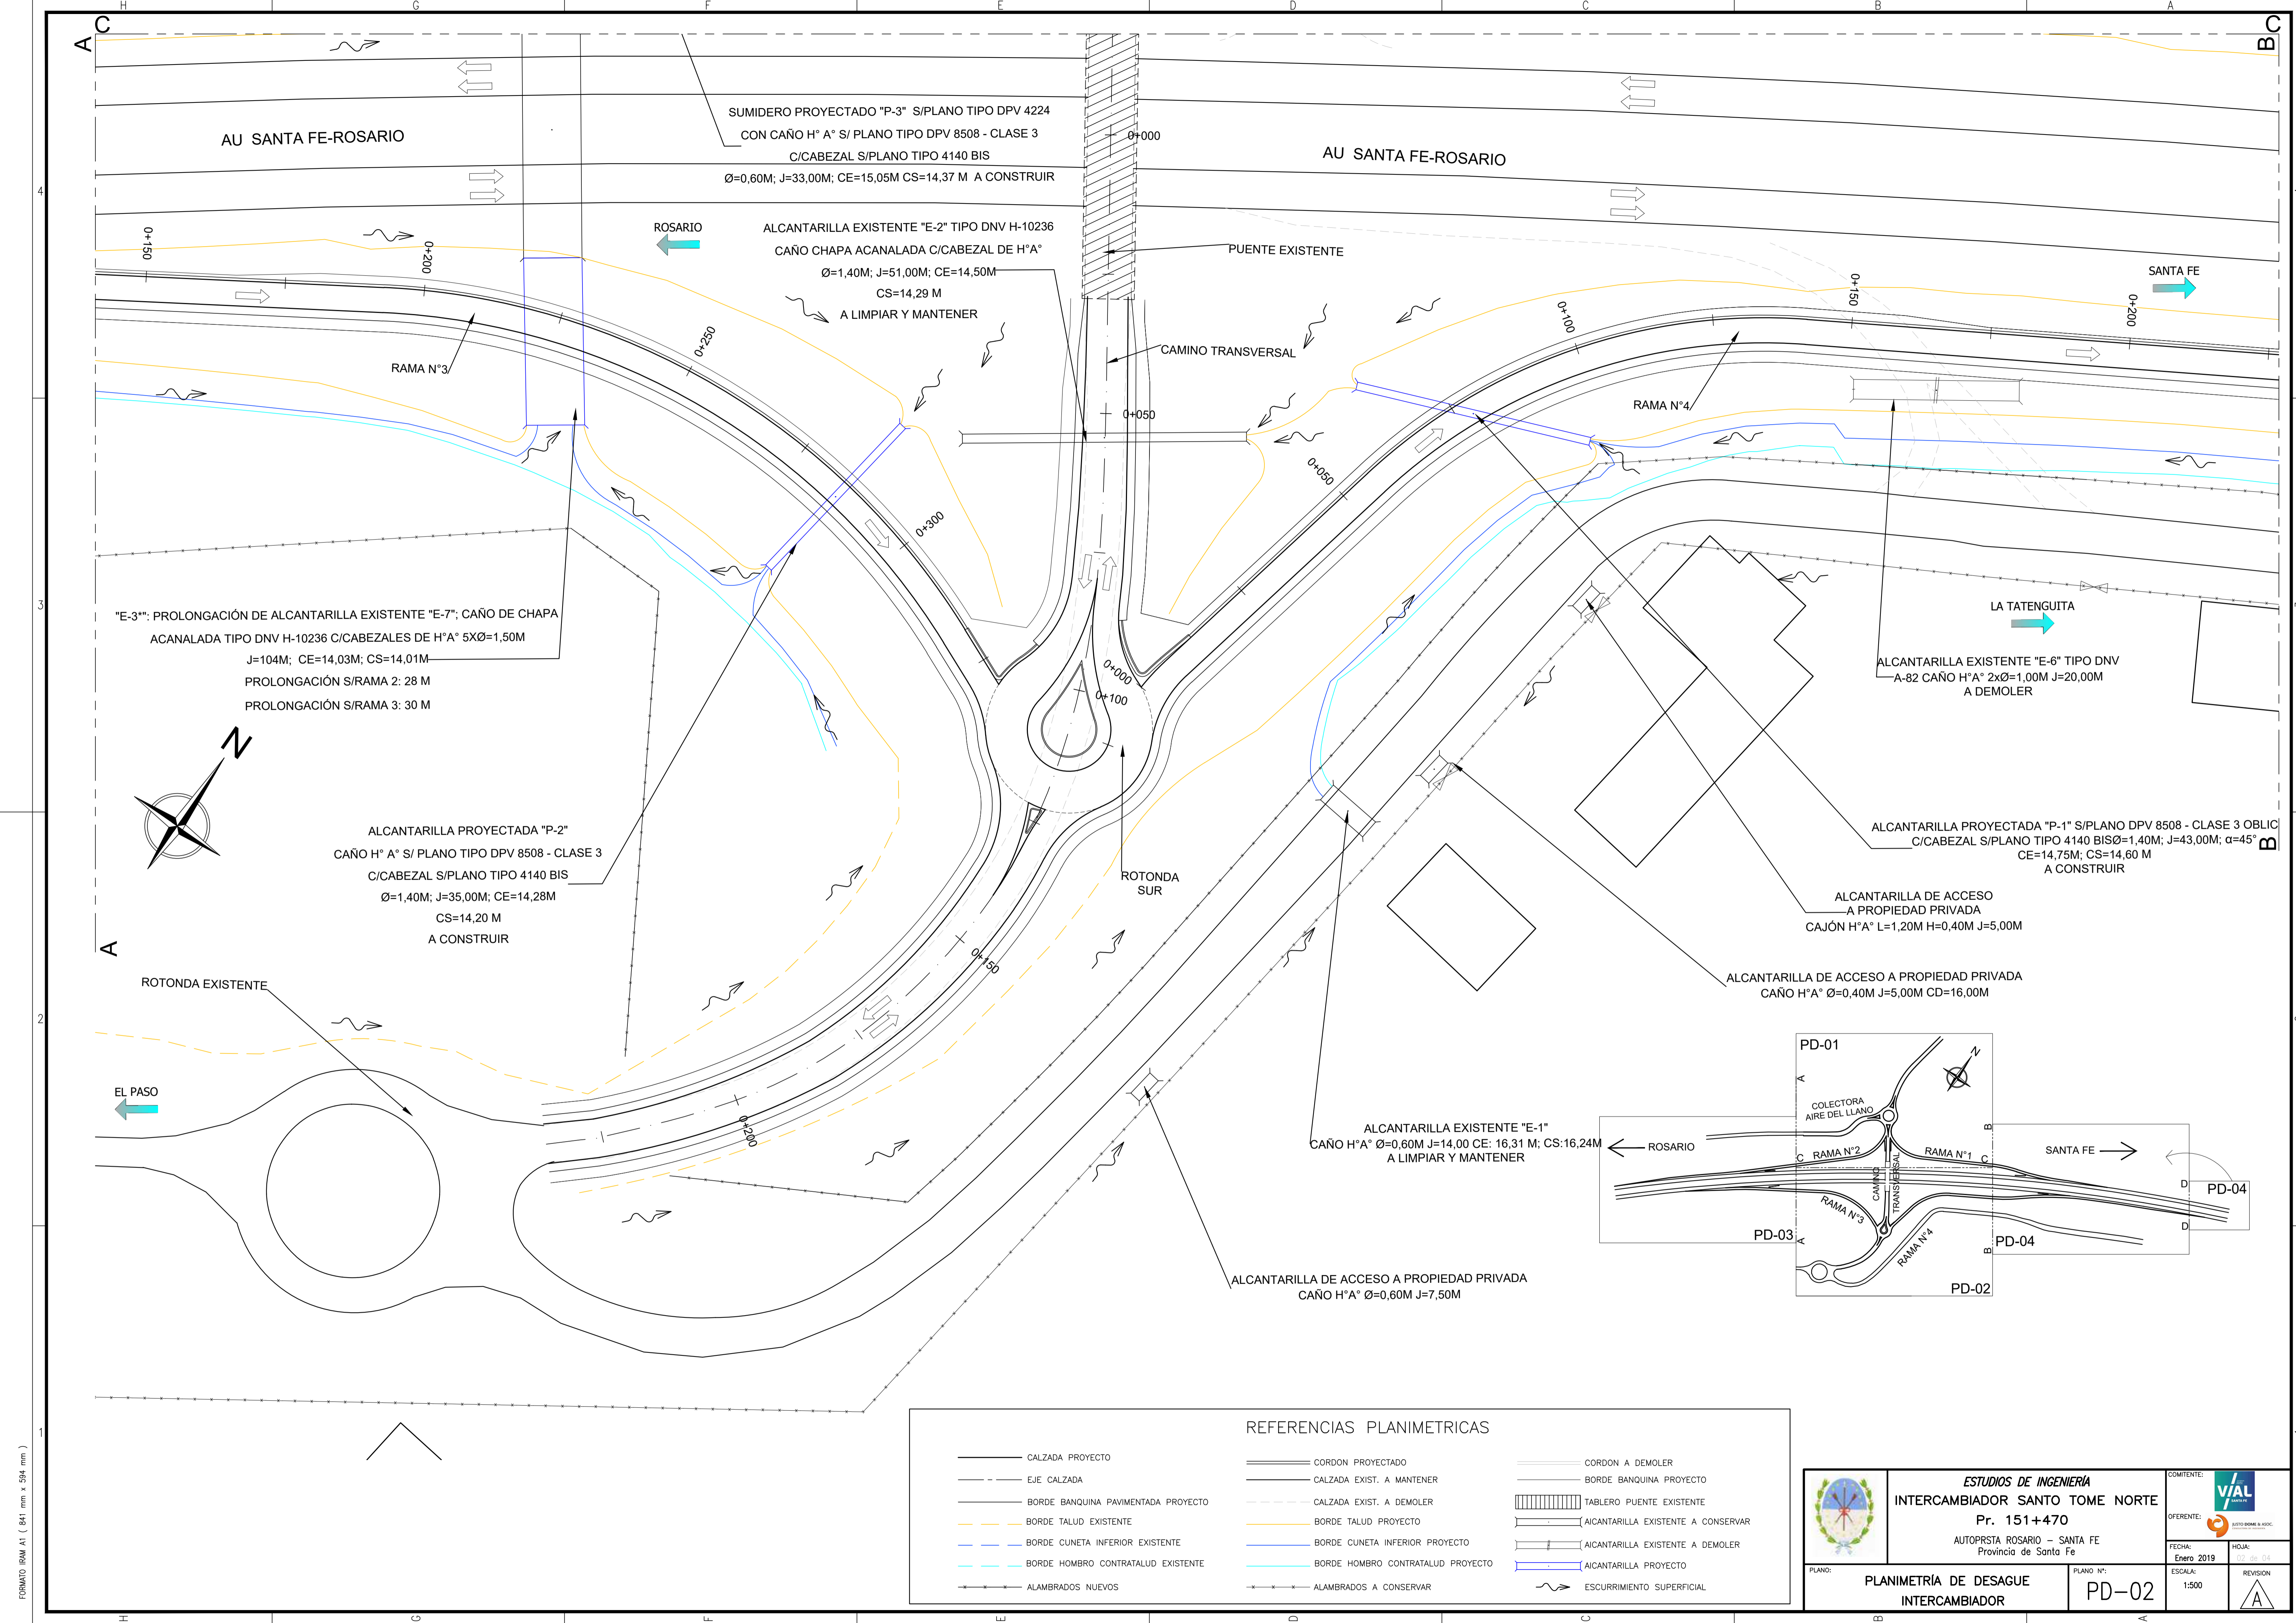 H G F E D C B A
C
A
C
B
SUMIDERO PROYECTADO "P-3" S/PLANO TIPO DPV 4224
CON CAÑO H° A° S/ PLANO TIPO DPV 8508 - CLASE 3
C/CABEZAL S/PLANO TIPO 4140 BIS
Ø=0,60M; J=33,00M; CE=15,05M CS=14,37 M A CONSTRUIR
AU SANTA FE-ROSARIO
0+000
AU SANTA FE-ROSARIO
4
ROSARIO
ALCANTARILLA EXISTENTE "E-2" TIPO DNV H-10236
CAÑO CHAPA ACANALADA C/CABEZAL DE H°A°
Ø=1,40M; J=51,00M; CE=14,50M
CS=14,29 M
A LIMPIAR Y MANTENER
PUENTE EXISTENTE
SANTA FE
0+150
0+200
0+250
0+300
RAMA N°3
CAMINO TRANSVERSAL
0+050
0+050
0+100
0+150
0+200
RAMA N°4
3
"E-3*": PROLONGACIÓN DE ALCANTARILLA EXISTENTE "E-7"; CAÑO DE CHAPA
ACANALADA TIPO DNV H-10236 C/CABEZALES DE H°A° 5XØ=1,50M
J=104M; CE=14,03M; CS=14,01M
PROLONGACIÓN S/RAMA 2: 28 M
PROLONGACIÓN S/RAMA 3: 30 M
LA TATENGUITA
ALCANTARILLA EXISTENTE "E-6" TIPO DNV
A-82 CAÑO H°A° 2xØ=1,00M J=20,00M
A DEMOLER
0+000
0+100
N
ALCANTARILLA PROYECTADA "P-2"
CAÑO H° A° S/ PLANO TIPO DPV 8508 - CLASE 3
C/CABEZAL S/PLANO TIPO 4140 BIS
Ø=1,40M; J=35,00M; CE=14,28M
CS=14,20 M
A CONSTRUIR
ALCANTARILLA PROYECTADA "P-1" S/PLANO DPV 8508 - CLASE 3 OBLIC
C/CABEZAL S/PLANO TIPO 4140 BISØ=1,40M; J=43,00M; α=45°
CE=14,75M; CS=14,60 M
A CONSTRUIR
B
ROTONDA
SUR
ALCANTARILLA DE ACCESO
A PROPIEDAD PRIVADA
CAJÓN H°A° L=1,20M H=0,40M J=5,00M
A
0+150
ALCANTARILLA DE ACCESO A PROPIEDAD PRIVADA
CAÑO H°A° Ø=0,40M J=5,00M CD=16,00M
ROTONDA EXISTENTE
2
EL PASO
0+200
ALCANTARILLA EXISTENTE "E-1"
CAÑO H°A° Ø=0,60M J=14,00 CE: 16,31 M; CS:16,24M
A LIMPIAR Y MANTENER
ALCANTARILLA DE ACCESO A PROPIEDAD PRIVADA
CAÑO H°A° Ø=0,60M J=7,50M
PD-01
N
A
COLECTORA
AIRE DEL LLANO
B
ROSARIO
SANTA FE
C
RAMA N°2
RAMA N°1
C
CAMINO
TRANSVERSAL
D
PD-04
RAMA N°3
RAMA N°4
D
PD-03
A
B
PD-04
PD-02
1
REFERENCIAS PLANIMETRICAS
CALZADA PROYECTO
EJE CALZADA
BORDE BANQUINA PAVIMENTADA PROYECTO
BORDE TALUD EXISTENTE
BORDE CUNETA INFERIOR EXISTENTE
BORDE HOMBRO CONTRATALUD EXISTENTE
ALAMBRADOS NUEVOS
CORDON PROYECTADO
CALZADA EXIST. A MANTENER
CALZADA EXIST. A DEMOLER
BORDE TALUD PROYECTO
BORDE CUNETA INFERIOR PROYECTO
BORDE HOMBRO CONTRATALUD PROYECTO
ALAMBRADOS A CONSERVAR
CORDON A DEMOLER
BORDE BANQUINA PROYECTO
TABLERO PUENTE EXISTENTE
AlCANTARILLA EXISTENTE A CONSERVAR
AlCANTARILLA EXISTENTE A DEMOLER
AlCANTARILLA PROYECTO
ESCURRIMIENTO SUPERFICIAL
ESTUDIOS DE INGENIERÍA
INTERCAMBIADOR SANTO TOME NORTE
Pr. 151+470
AUTOPRSTA ROSARIO - SANTA FE
Provincia de Santa Fe
COMITENTE:
VIAL
SANTA FE
OFERENTE:
FECHA:
Enero 2019
HOJA:
02 de 04
PLANO:
PLANIMETRÍA DE DESAGUE
INTERCAMBIADOR
PLANO N°:
PD-02
ESCALA:
1:500
REVISION
A
FORMATO IRAM A1 ( 841 mm x 594 mm )
H G F E D C B A